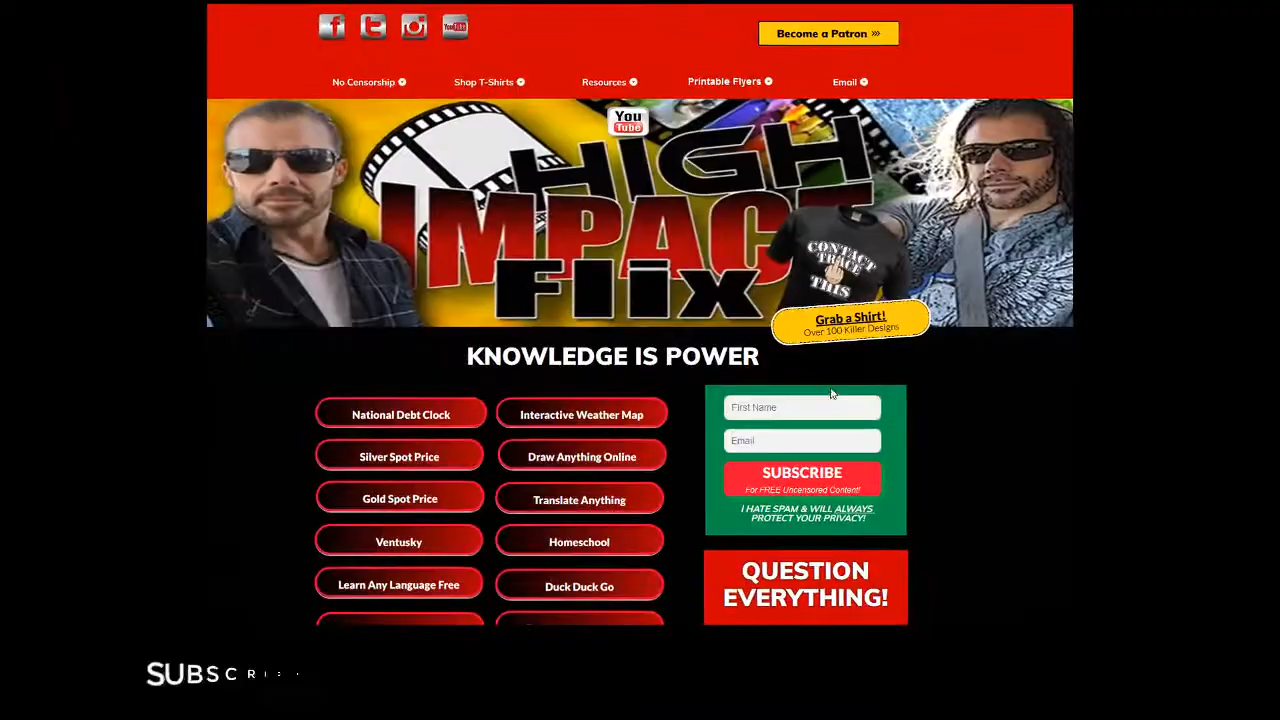 f t YouTube
Become a Patron »
No Censorship Shop T-Shirts Resources Printable Flyers Email
You
Tube
HIGH
IMPACT
Flix
CONTACT
TRACE
THIS
Grab a Shirt!
Over 100 Killer Designs
KNOWLEDGE IS POWER
National Debt Clock Interactive Weather Map
Silver Spot Price Draw Anything Online
Gold Spot Price Translate Anything
Ventusky Homeschool
Learn Any Language Free Duck Duck Go
First Name
Email
SUBSCRIBE
For FREE Uncensored Content!
I HATE SPAM & WILL ALWAYS
PROTECT YOUR PRIVACY!
QUESTION
EVERYTHING!
SUBSCRI